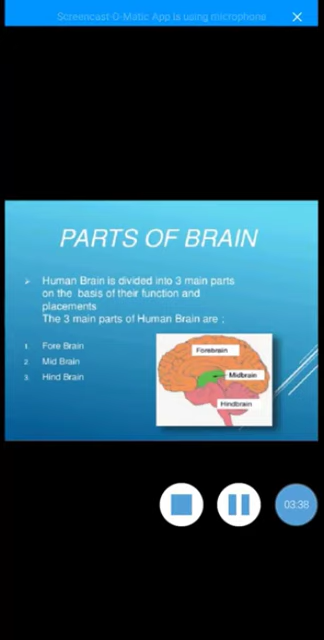 Screencast-O-Matic App is using microphone
PARTS OF BRAIN
Human Brain is divided into 3 main parts
on the basis of their function and
placements
The 3 main parts of Human Brain are :
1. Fore Brain
2. Mid Brain
3. Hind Brain
Forebrain
Midbrain
Hindbrain
03:38